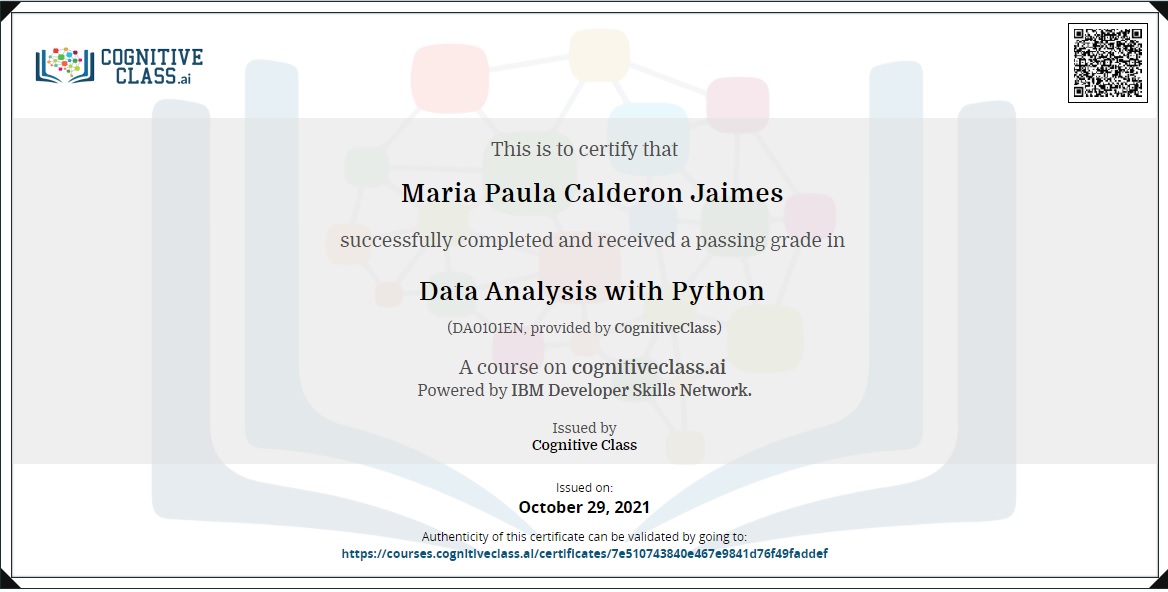 COGNITIVE
CLASS.ai
This is to certify that
Maria Paula Calderon Jaimes
successfully completed and received a passing grade in
Data Analysis with Python
(DA0101EN, provided by CognitiveClass)
A course on cognitiveclass.ai
Powered by IBM Developer Skills Network.
Issued by
Cognitive Class
Issued on:
October 29, 2021
Authenticity of this certificate can be validated by going to:
https://courses.cognitiveclass.ai/certificates/7e510743840e467e9841d76f49faddef